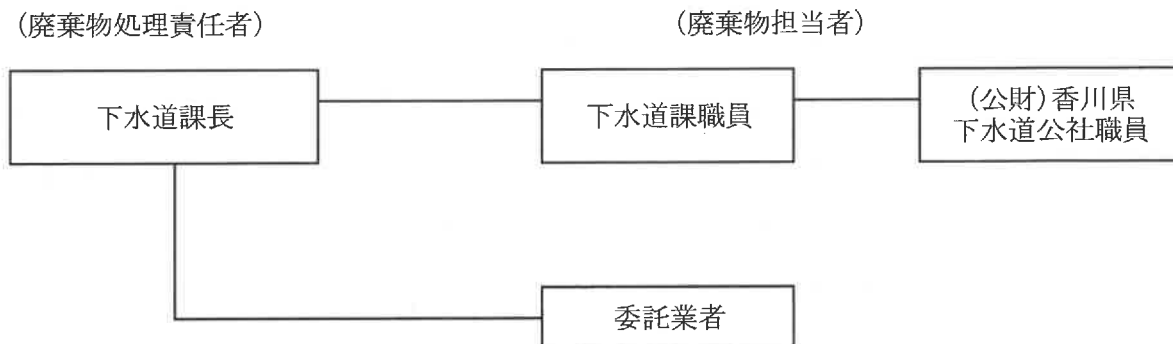 (廃棄物処理責任者)
(廃棄物担当者)
下水道課長
下水道課職員
(公財)香川県
下水道公社職員
委託業者